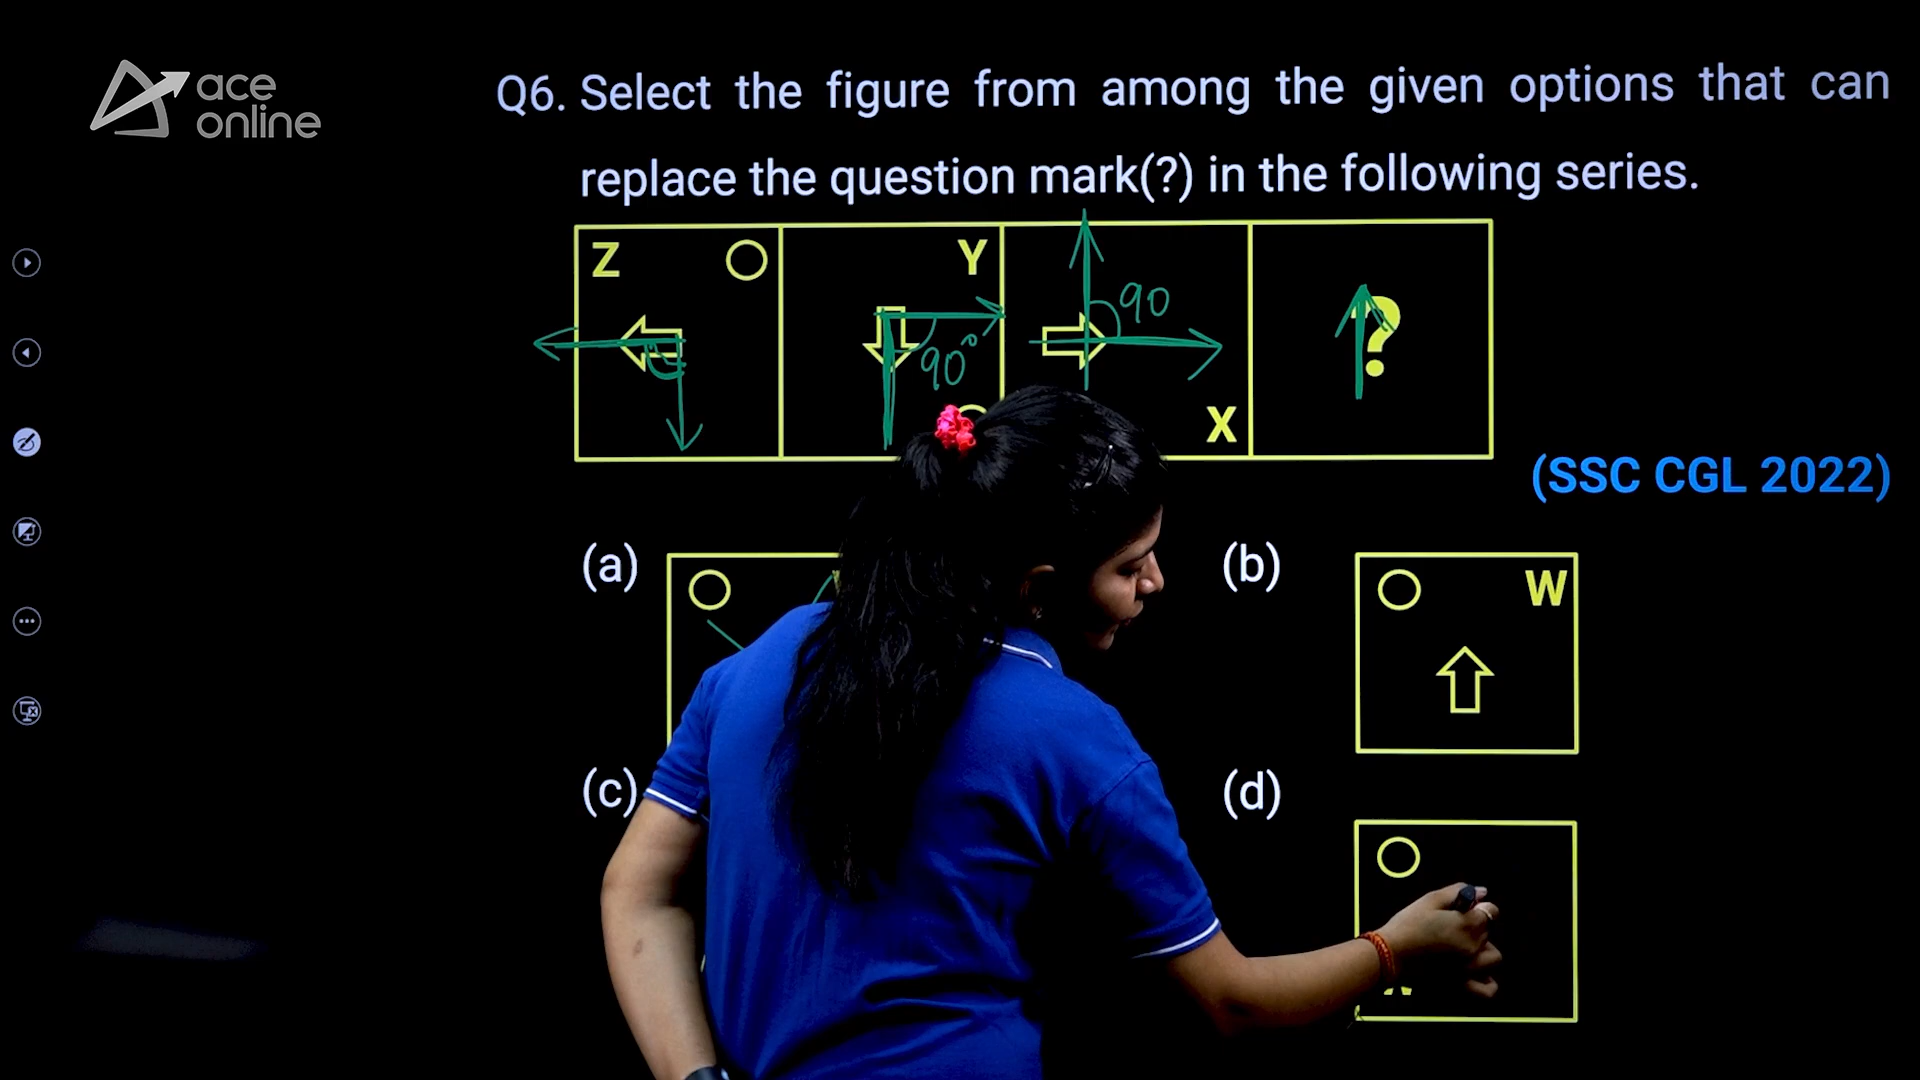 ace
online
Q6. Select the figure from among the given options that can
replace the question mark(?) in the following series.
Z Y
90
90°
?
X
(SSC CGL 2022)
(a) (b)
W
(c) (d)